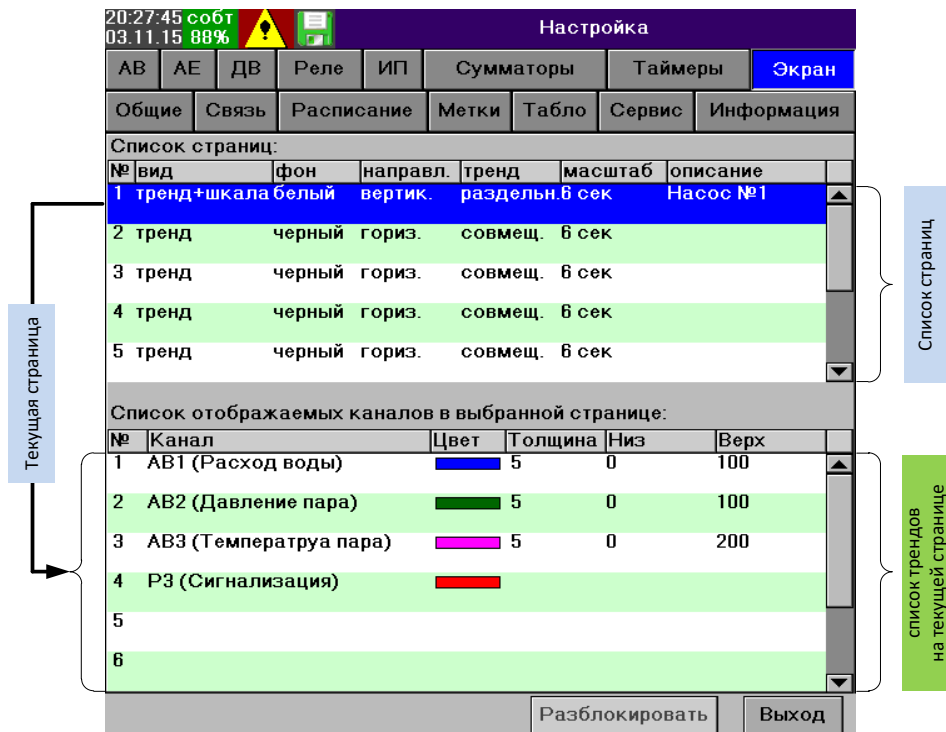 20:27:45 собт
03.11.15 88%
Настройка
АВ АЕ ДВ Реле ИП Сумматоры Таймеры Экран
Общие Связь Расписание Метки Табло Сервис Информация
Список страниц:
№ вид фон направл. тренд масштаб описание
1 тренд+шкала белый вертик. раздельн. 6 сек Насос №1
2 тренд черный гориз. совмещ. 6 сек
3 тренд черный гориз. совмещ. 6 сек
4 тренд черный гориз. совмещ. 6 сек
5 тренд черный гориз. совмещ. 6 сек
Список страниц
Текущая страница
Список отображаемых каналов в выбранной странице:
№ Канал Цвет Толщина Низ Верх
1 АВ1 (Расход воды) 5 0 100
2 АВ2 (Давление пара) 5 0 100
3 АВ3 (Температруа пара) 5 0 200
4 Р3 (Сигнализация)
5
6
список трендов
на текущей странице
Разблокировать Выход